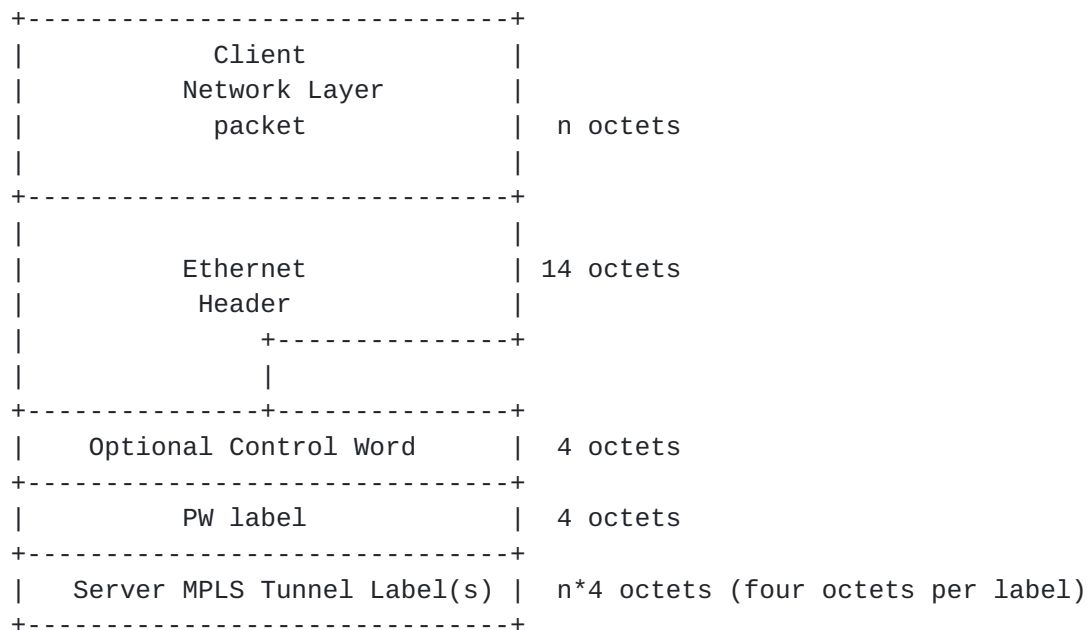 +-------------------------------+
|            Client             |
|         Network Layer         |
|            packet             |  n octets
|                               |
+-------------------------------+
|                               |
|          Ethernet             | 14 octets
|           Header              |
|               +---------------+
|               |
+---------------+---------------+
|    Optional Control Word      |  4 octets
+-------------------------------+
|          PW label             |  4 octets
+-------------------------------+
|   Server MPLS Tunnel Label(s) |  n*4 octets (four octets per label)
+-------------------------------+